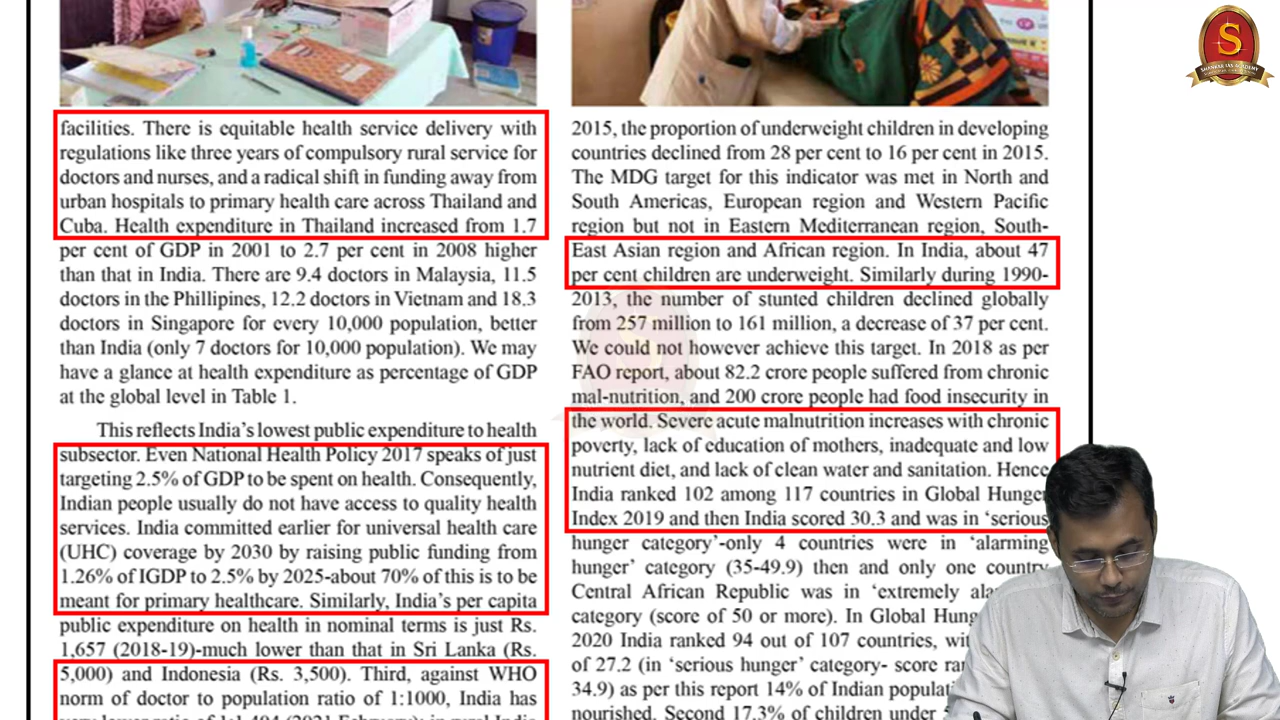 facilities. There is equitable health service delivery with
regulations like three years of compulsory rural service for
doctors and nurses, and a radical shift in funding away from
urban hospitals to primary health care across Thailand and
Cuba. Health expenditure in Thailand increased from 1.7
per cent of GDP in 2001 to 2.7 per cent in 2008 higher
than that in India. There are 9.4 doctors in Malaysia, 11.5
doctors in the Phillipines, 12.2 doctors in Vietnam and 18.3
doctors in Singapore for every 10,000 population, better
than India (only 7 doctors for 10,000 population). We may
have a glance at health expenditure as percentage of GDP
at the global level in Table 1.
This reflects India's lowest public expenditure to health
subsector. Even National Health Policy 2017 speaks of just
targeting 2.5% of GDP to be spent on health. Consequently,
Indian people usually do not have access to quality health
services. India committed earlier for universal health care
(UHC) coverage by 2030 by raising public funding from
1.26% of IGDP to 2.5% by 2025-about 70% of this is to be
meant for primary healthcare. Similarly, India's per capita
public expenditure on health in nominal terms is just Rs.
1,657 (2018-19)-much lower than that in Sri Lanka (Rs.
5,000) and Indonesia (Rs. 3,500). Third, against WHO
norm of doctor to population ratio of 1:1000, India has
2015, the proportion of underweight children in developing
countries declined from 28 per cent to 16 per cent in 2015.
The MDG target for this indicator was met in North and
South Americas, European region and Western Pacific
region but not in Eastern Mediterranean region, South-
East Asian region and African region. In India, about 47
per cent children are underweight. Similarly during 1990-
2013, the number of stunted children declined globally
from 257 million to 161 million, a decrease of 37 per cent.
We could not however achieve this target. In 2018 as per
FAO report, about 82.2 crore people suffered from chronic
mal-nutrition, and 200 crore people had food insecurity in
the world. Severe acute malnutrition increases with chronic
poverty, lack of education of mothers, inadequate and low
nutrient diet, and lack of clean water and sanitation. Hence
India ranked 102 among 117 countries in Global Hunger
Index 2019 and then India scored 30.3 and was in 'serious
hunger category'-only 4 countries were in 'alarming
hunger' category (35-49.9) then and only one country
Central African Republic was in 'extremely
category (score of 50 or more). In Global
2020 India ranked 94 out of 107 countries,
of 27.2 (in 'serious hunger' category- score
34.9) as per this report 14% of Indian
nourished. Second 17.3% of children under
S
SHANKAR IAS ACADEMY